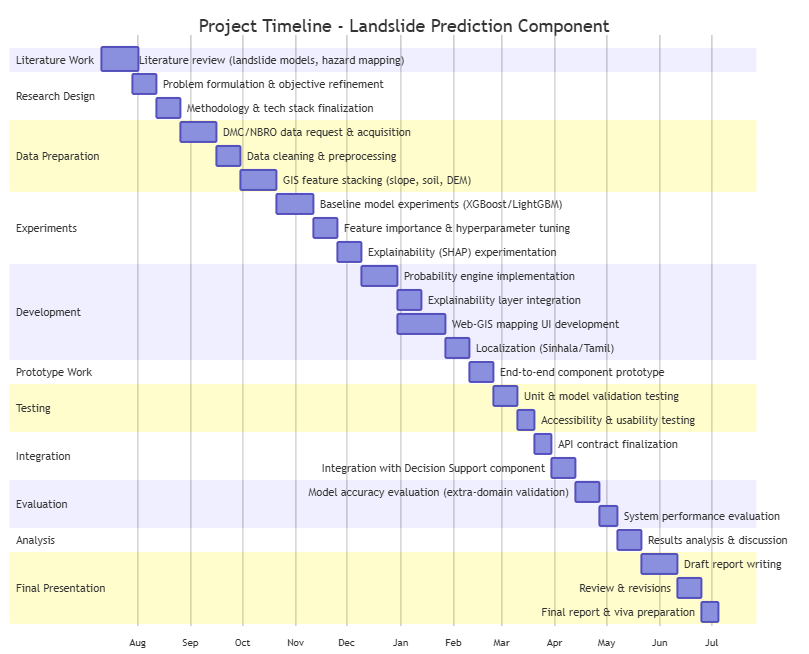 Project Timeline - Landslide Prediction Component
Literature Work
Literature review (landslide models, hazard mapping)
Research Design
Problem formulation & objective refinement
Methodology & tech stack finalization
Data Preparation
DMC/NBRO data request & acquisition
Data cleaning & preprocessing
GIS feature stacking (slope, soil, DEM)
Experiments
Baseline model experiments (XGBoost/LightGBM)
Feature importance & hyperparameter tuning
Explainability (SHAP) experimentation
Development
Probability engine implementation
Explainability layer integration
Web-GIS mapping UI development
Localization (Sinhala/Tamil)
Prototype Work
End-to-end component prototype
Testing
Unit & model validation testing
Accessibility & usability testing
Integration
API contract finalization
Integration with Decision Support component
Evaluation
Model accuracy evaluation (extra-domain validation)
System performance evaluation
Analysis
Results analysis & discussion
Final Presentation
Draft report writing
Review & revisions
Final report & viva preparation
Aug Sep Oct Nov Dec Jan Feb Mar Apr May Jun Jul